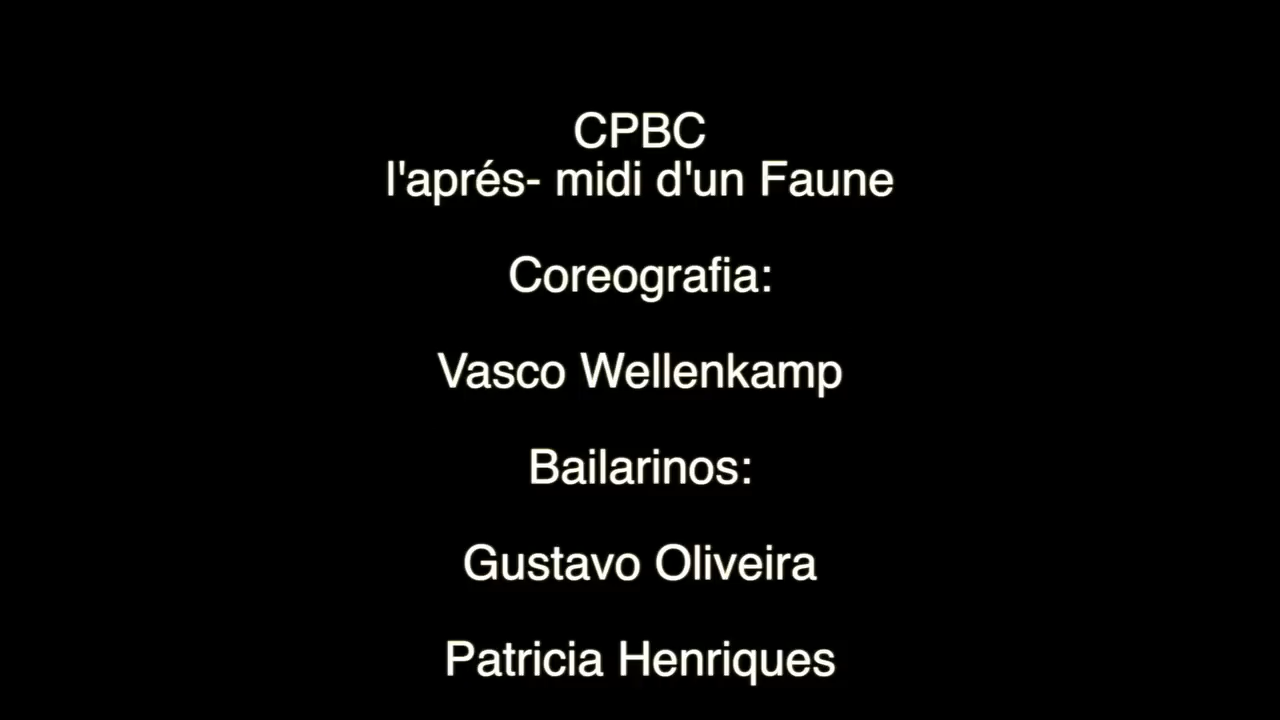 CPBC
l'aprés- midi d'un Faune
Coreografia:
Vasco Wellenkamp
Bailarinos:
Gustavo Oliveira
Patricia Henriques